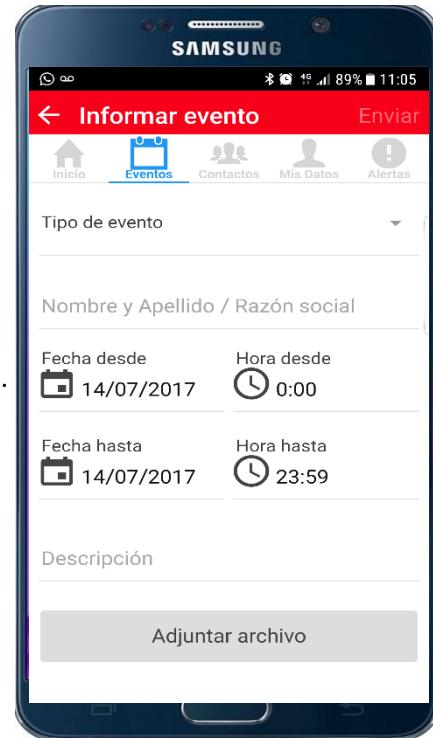 SAMSUNG
4G 89% 11:05
Informar evento Enviar
Inicio Eventos Contactos Mis Datos Alertas
Tipo de evento
Nombre y Apellido / Razón social
Fecha desde Hora desde
14/07/2017 0:00
Fecha hasta Hora hasta
14/07/2017 23:59
Descripción
Adjuntar archivo